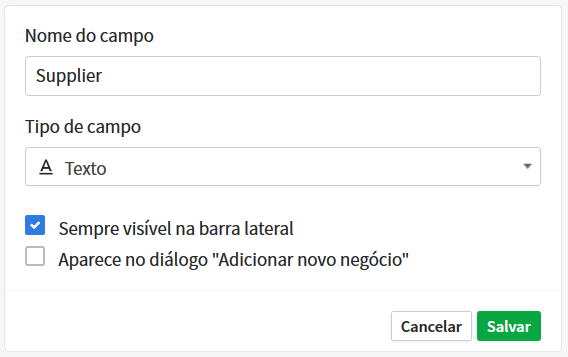 Nome do campo
Supplier
Tipo de campo
A Texto
Sempre visível na barra lateral
Aparece no diálogo "Adicionar novo negócio"
Cancelar Salvar